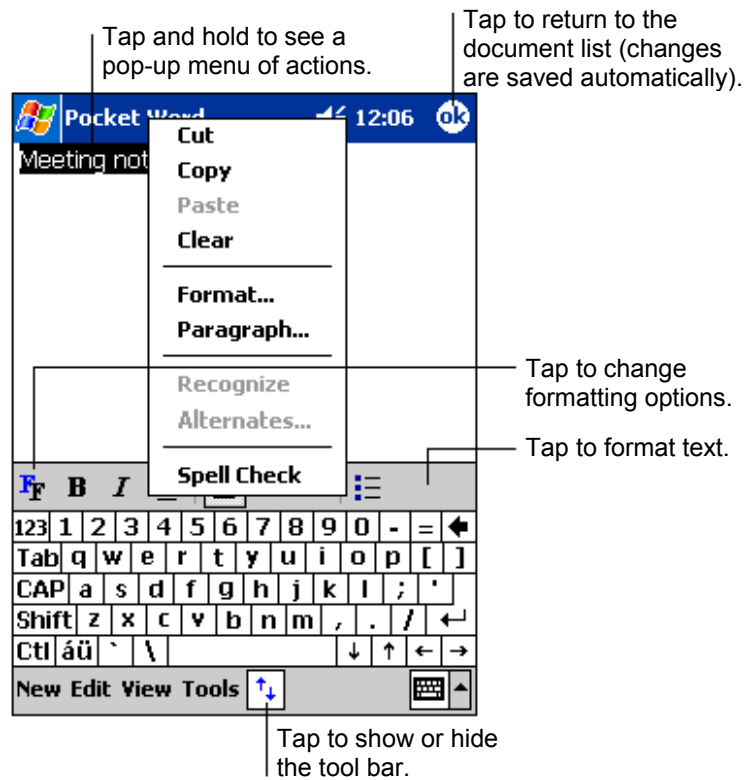 Tap and hold to see a
pop-up menu of actions.
Tap to return to the
document list (changes
are saved automatically).
Pocket Word 12:06 ok
Meeting not
Cut
Copy
Paste
Clear
Format...
Paragraph...
Recognize
Alternates...
Spell Check
Tap to change
formatting options.
Tap to format text.
FF B I
123 1 2 3 4 5 6 7 8 9 0 - =
Tab q w e r t y u i o p [ ]
CAP a s d f g h j k l ; '
Shift z x c v b n m , . / ↵
Ctl áü ` \ ↓ ↑ ← →
New Edit View Tools
Tap to show or hide
the tool bar.